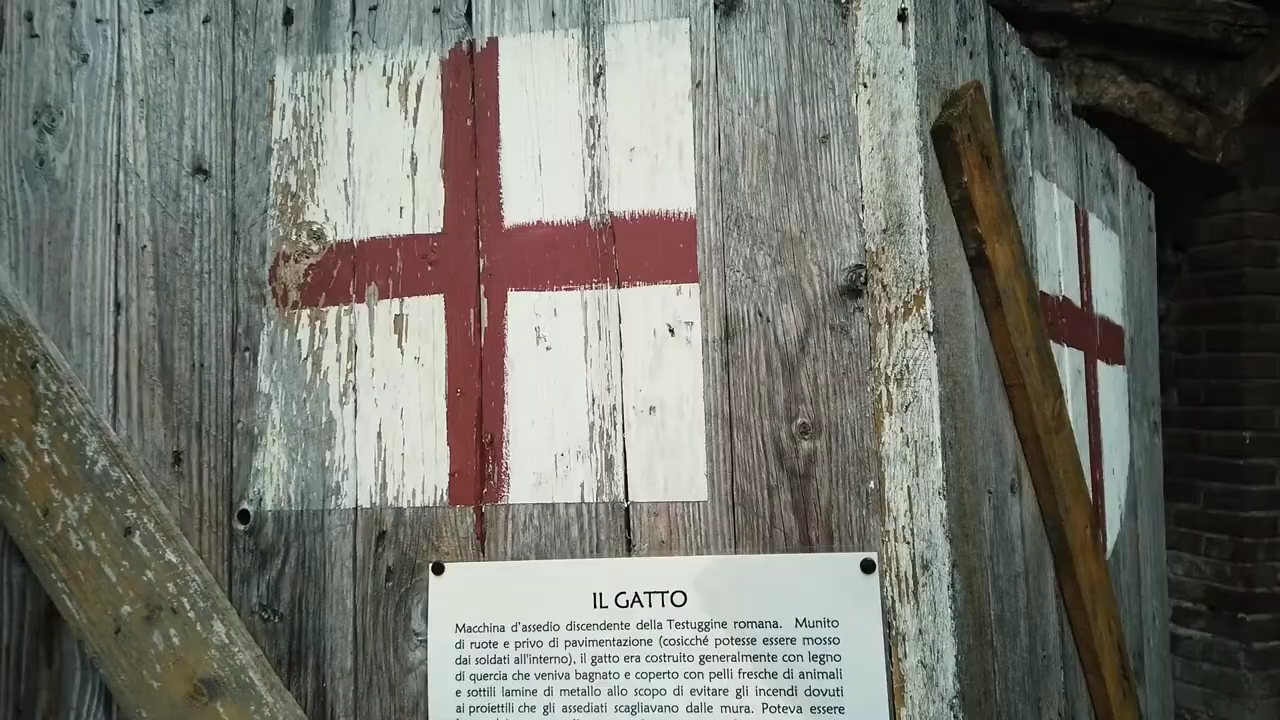 IL GATTO
Macchina d'assedio discendente della Testuggine romana. Munito
di ruote e privo di pavimentazione (cosicché potesse essere mosso
dai soldati all'interno), il gatto era costruito generalmente con legno
di quercia che veniva bagnato e coperto con pelli fresche di animali
e sottili lamine di metallo allo scopo di evitare gli incendi dovuti
ai proiettili che gli assediati scagliavano dalle mura. Poteva essere